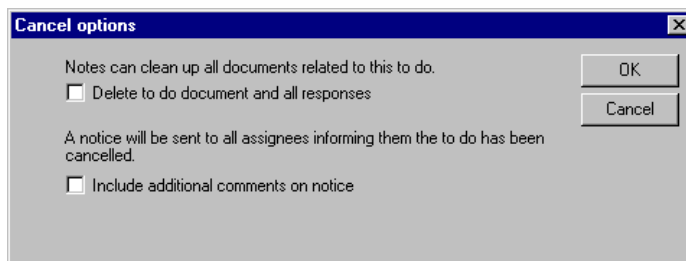 Cancel options
Notes can clean up all documents related to this to do.
OK
Delete to do document and all responses
Cancel
A notice will be sent to all assignees informing them the to do has been
cancelled.
Include additional comments on notice